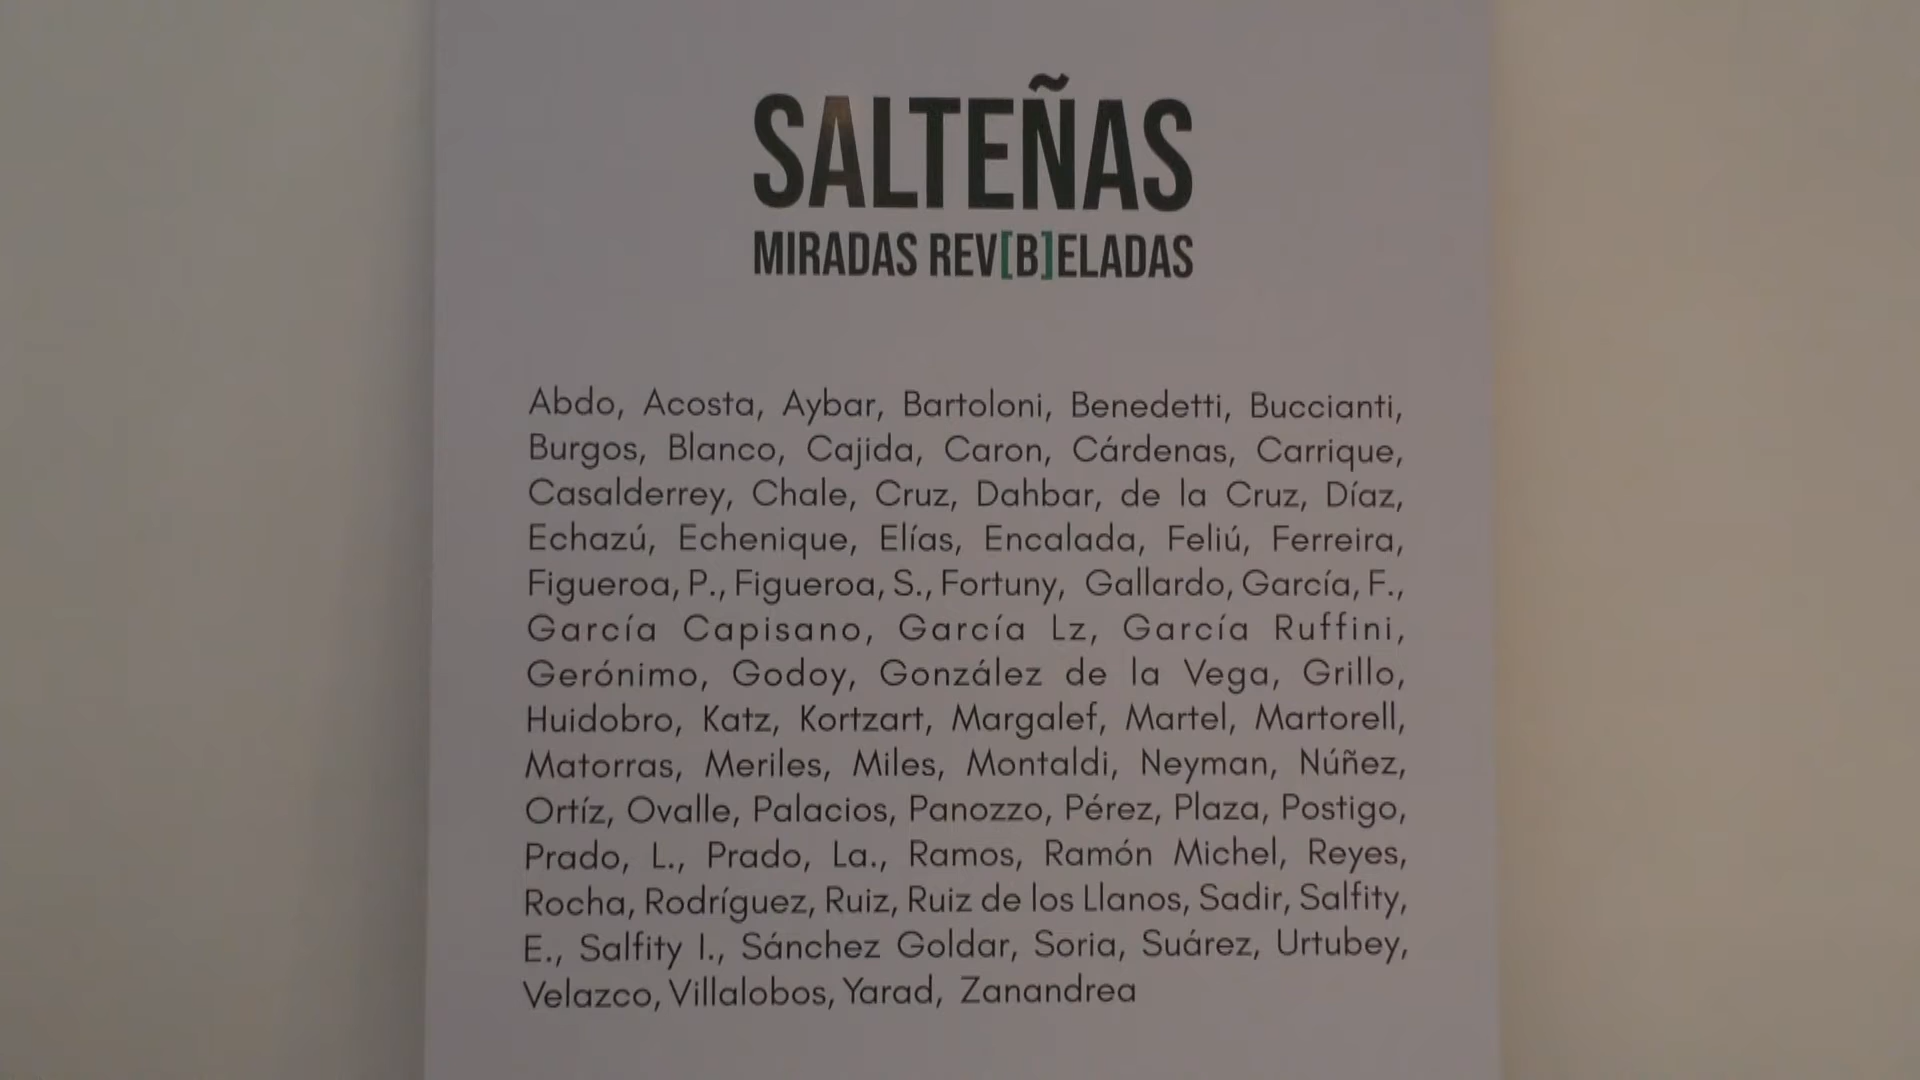 SALTEÑAS
MIRADAS REV[B]ELADAS
Abdo, Acosta, Aybar, Bartoloni, Benedetti, Buccianti,
Burgos, Blanco, Cajida, Caron, Cárdenas, Carrique,
Casalderrey, Chale, Cruz, Dahbar, de la Cruz, Díaz,
Echazú, Echenique, Elías, Encalada, Feliú, Ferreira,
Figueroa, P., Figueroa, S., Fortuny, Gallardo, García, F.,
García Capisano, García Lz, García Ruffini,
Gerónimo, Godoy, González de la Vega, Grillo,
Huidobro, Katz, Kortzart, Margalef, Martel, Martorell,
Matorras, Meriles, Miles, Montaldi, Neyman, Núñez,
Ortíz, Ovalle, Palacios, Panozzo, Pérez, Plaza, Postigo,
Prado, L., Prado, La., Ramos, Ramón Michel, Reyes,
Rocha, Rodríguez, Ruiz, Ruiz de los Llanos, Sadir, Salfity,
E., Salfity I., Sánchez Goldar, Soria, Suárez, Urtubey,
Velazco, Villalobos, Yarad, Zanandrea